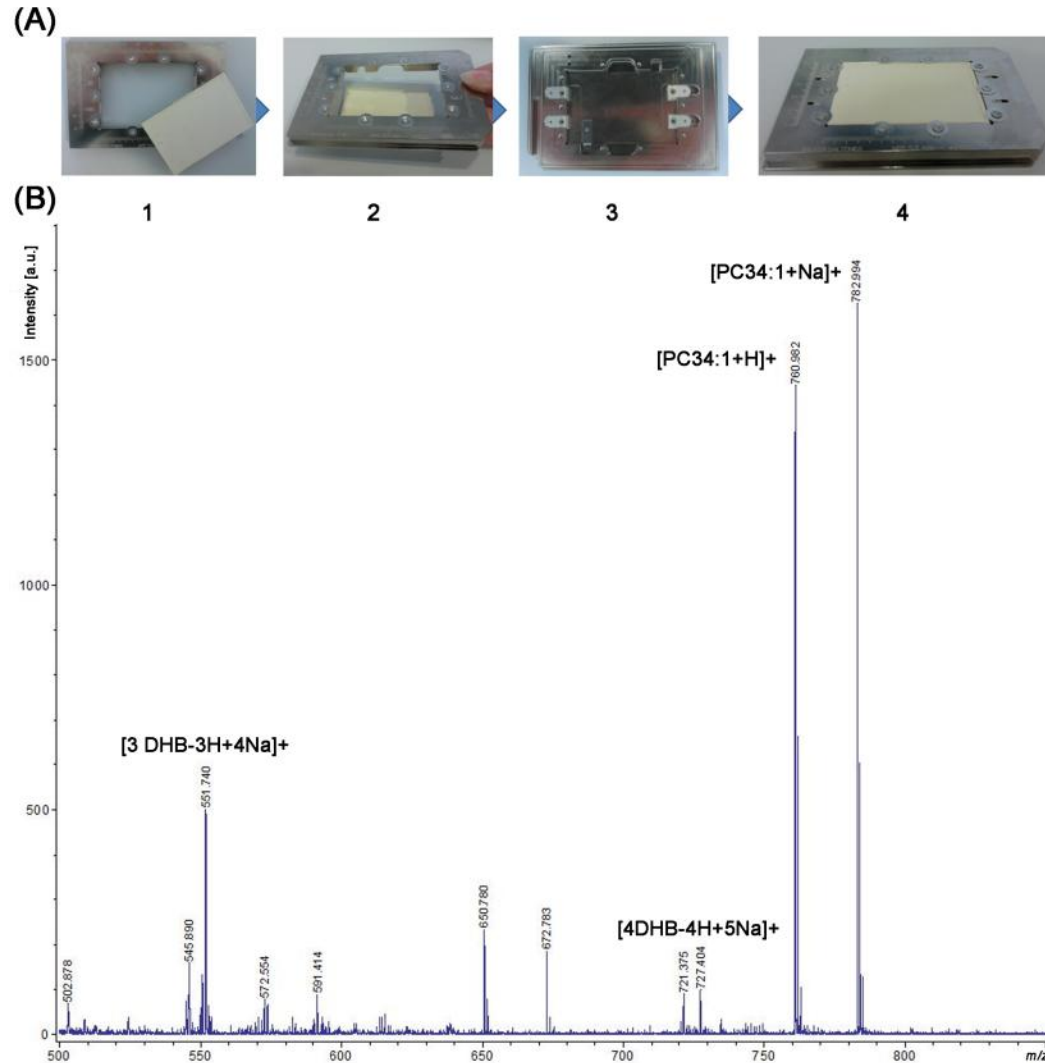 (A)
(B)
1 2 3 4
Intensity [a.u.]
[PC34:1+Na]+
782.994
[PC34:1+H]+
760.982
1500
1000
[3 DHB-3H+4Na]+
551.740
500
[4DHB-4H+5Na]+
502.878
545.890
572.554
591.414
650.780
672.783
721.375
727.404
0
500 550 600 650 700 750 800 m/z